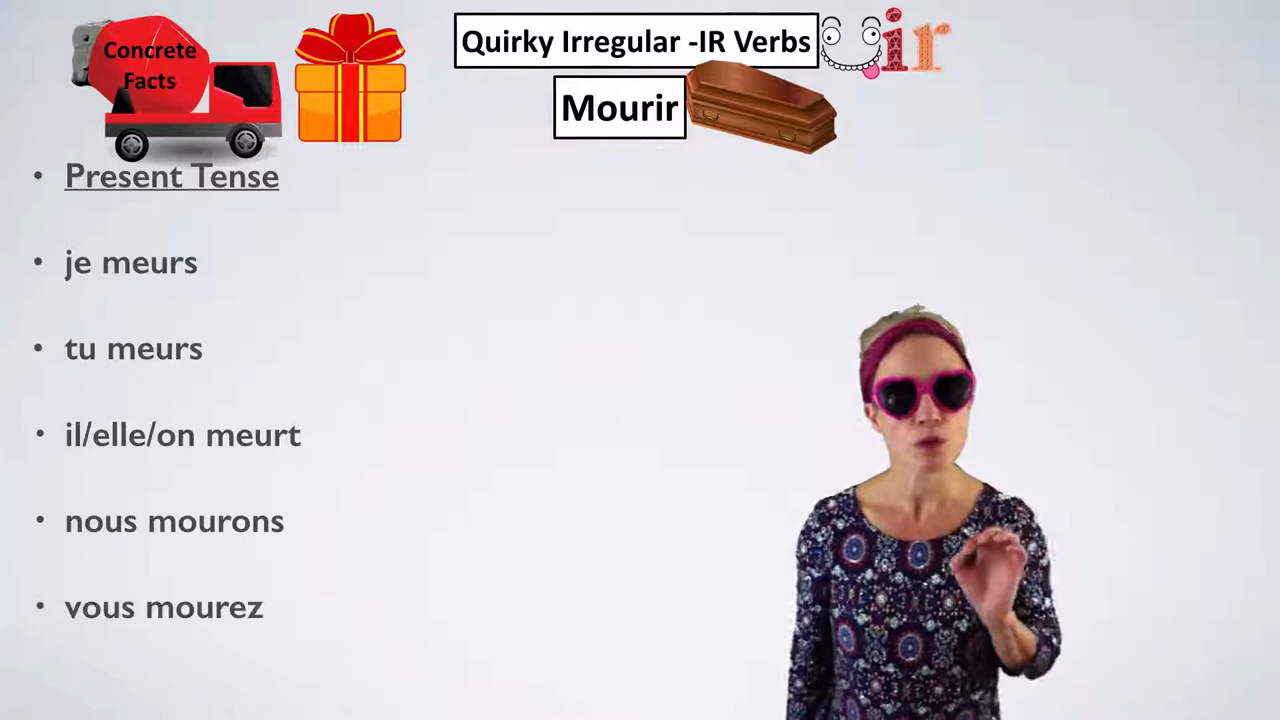 Concrete
Facts
Quirky Irregular -IR Verbs
ir
Mourir
• Present Tense
• je meurs
• tu meurs
• il/elle/on meurt
• nous mourons
• vous mourez